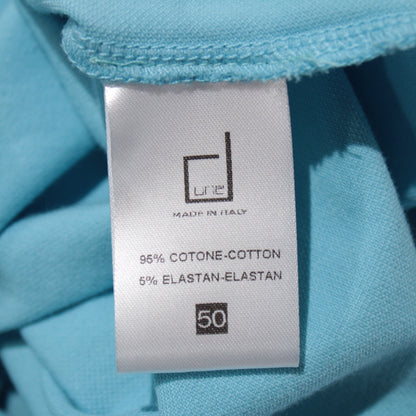 d
une
MADE IN ITALY
95% COTONE-COTTON
5% ELASTAN-ELASTAN
50